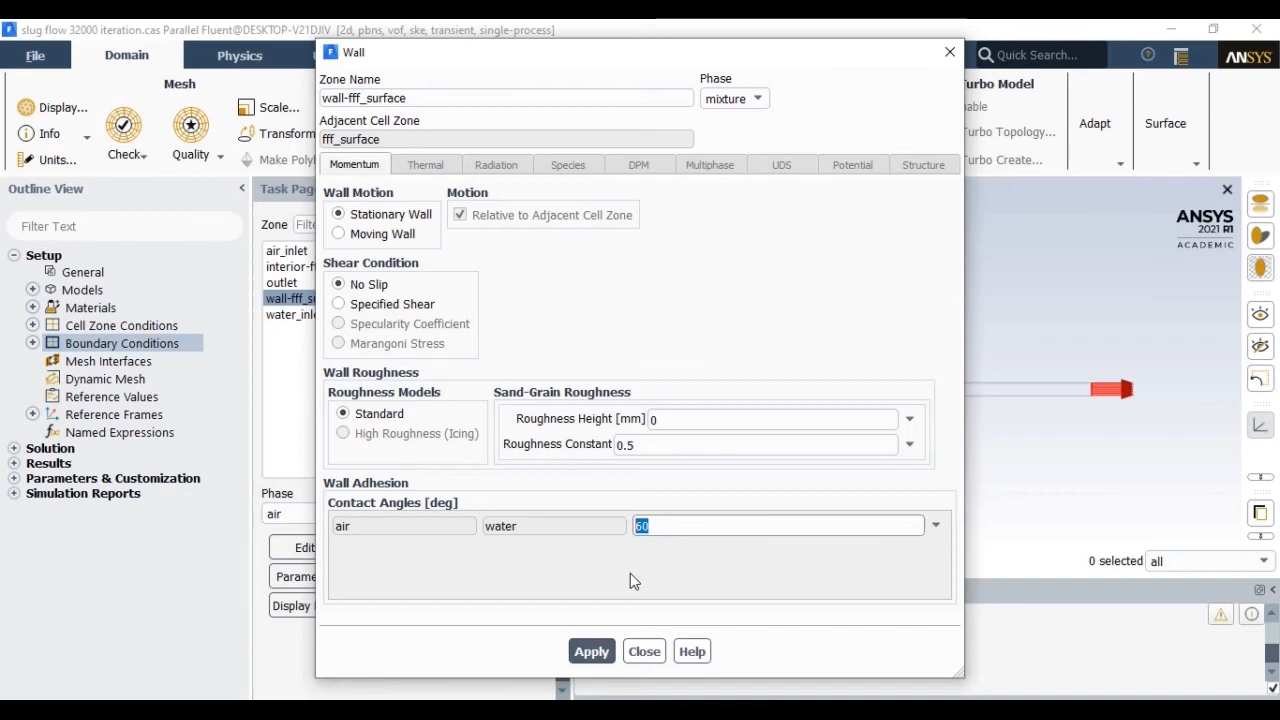 slug flow 32000 iteration.cas Parallel Fluent@DESKTOP-V21DJIV [2d, pbns, vof, ske, transient, single-process]
File
Domain
Physics
Quick Search...
ANSYS
Mesh
Display...
Info
Units...
Check
Quality
Scale...
Transform
Make Poly
Turbo Model
Turbo Topology...
Turbo Create...
Adapt
Surface
Outline View
Filter Text
Setup
General
Models
Materials
Cell Zone Conditions
Boundary Conditions
Mesh Interfaces
Dynamic Mesh
Reference Values
Reference Frames
Named Expressions
Solution
Results
Parameters & Customization
Simulation Reports
Task Pag
Zone
air_inlet
outlet
Phase
air
Edit
Display
Wall
Zone Name
wall-fff_surface
Phase
mixture
Adjacent Cell Zone
fff_surface
Momentum
Thermal
Radiation
Species
DPM
Multiphase
UDS
Potential
Structure
Wall Motion
Stationary Wall
Moving Wall
Motion
Relative to Adjacent Cell Zone
Shear Condition
No Slip
Specified Shear
Specularity Coefficient
Marangoni Stress
Wall Roughness
Roughness Models
Standard
High Roughness (Icing)
Sand-Grain Roughness
Roughness Height [mm] 0
Roughness Constant 0.5
Wall Adhesion
Contact Angles [deg]
air water 60
Apply Close Help
ANSYS
2021 R1
ACADEMIC
0 selected all